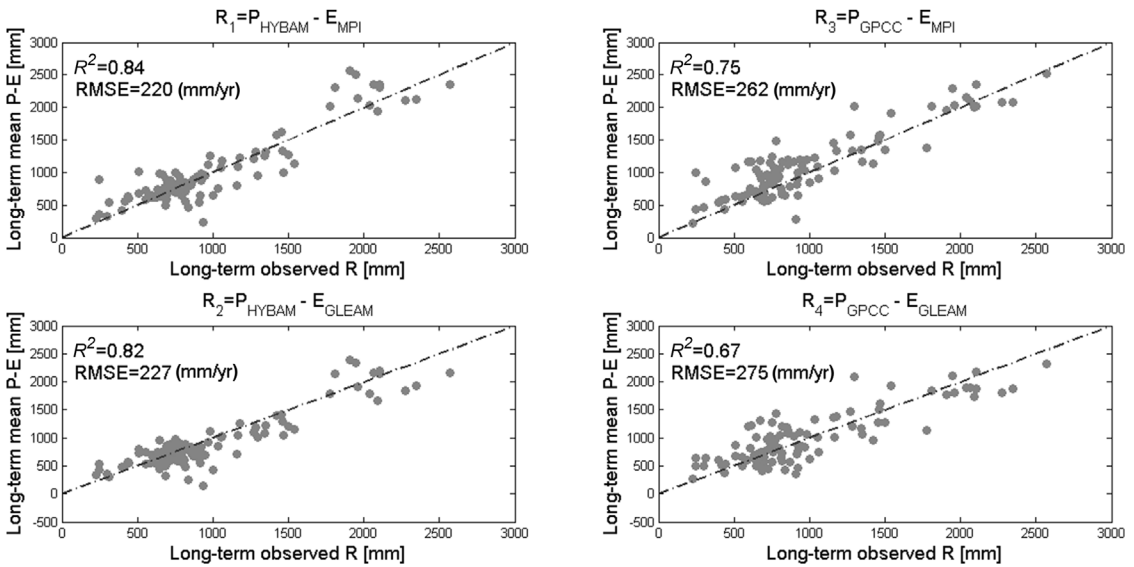 R1=PHYBAM - EMPI
3000
2500
2000
1500
1000
500
0
R2=0.84
RMSE=220 (mm/yr)
0 500 1000 1500 2000 2500 3000
Long-term observed R [mm]
Long-term mean P-E [mm]
R3=PGPCC - EMPI
3000
2500
2000
1500
1000
500
0
R2=0.75
RMSE=262 (mm/yr)
0 500 1000 1500 2000 2500 3000
Long-term observed R [mm]
Long-term mean P-E [mm]
R2=PHYBAM - EGLEAM
3000
2500
2000
1500
1000
500
0
-500
R2=0.82
RMSE=227 (mm/yr)
0 500 1000 1500 2000 2500 3000
Long-term observed R [mm]
Long-term mean P-E [mm]
R4=PGPCC - EGLEAM
3000
2500
2000
1500
1000
500
0
-500
R2=0.67
RMSE=275 (mm/yr)
0 500 1000 1500 2000 2500 3000
Long-term observed R [mm]
Long-term mean P-E [mm]